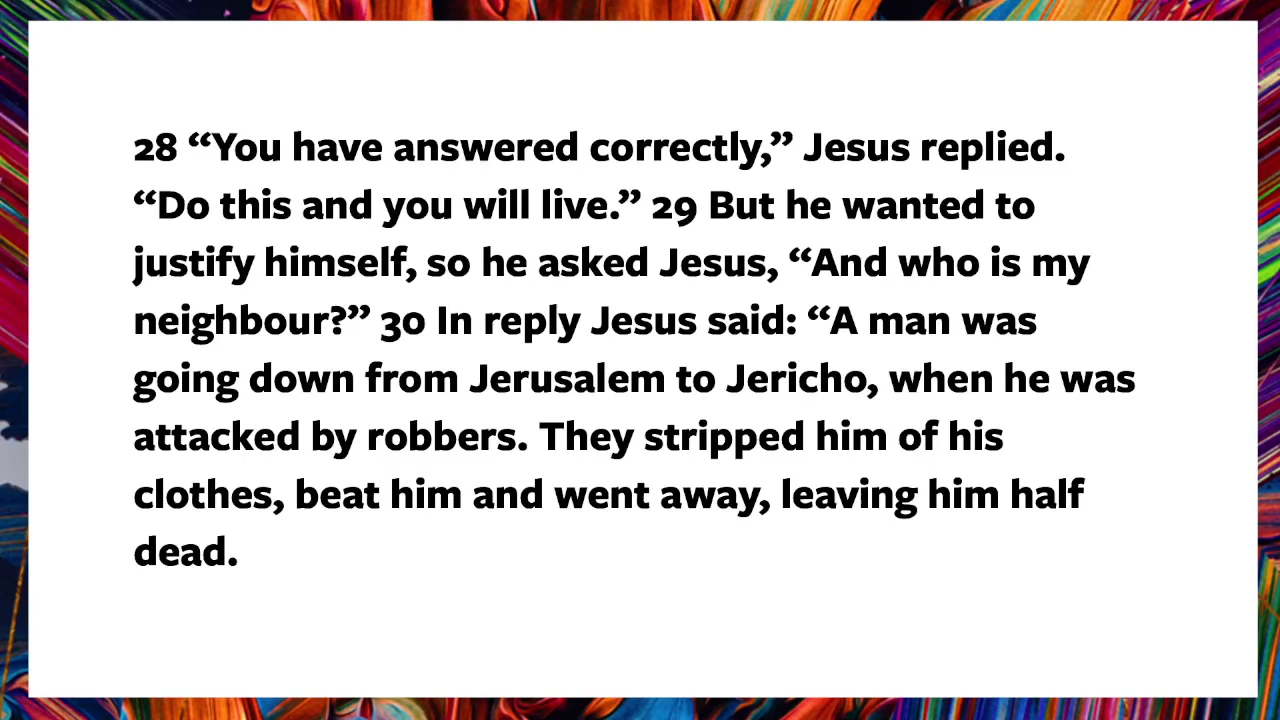 28 “You have answered correctly,” Jesus replied.
“Do this and you will live.” 29 But he wanted to
justify himself, so he asked Jesus, “And who is my
neighbour?” 30 In reply Jesus said: “A man was
going down from Jerusalem to Jericho, when he was
attacked by robbers. They stripped him of his
clothes, beat him and went away, leaving him half
dead.